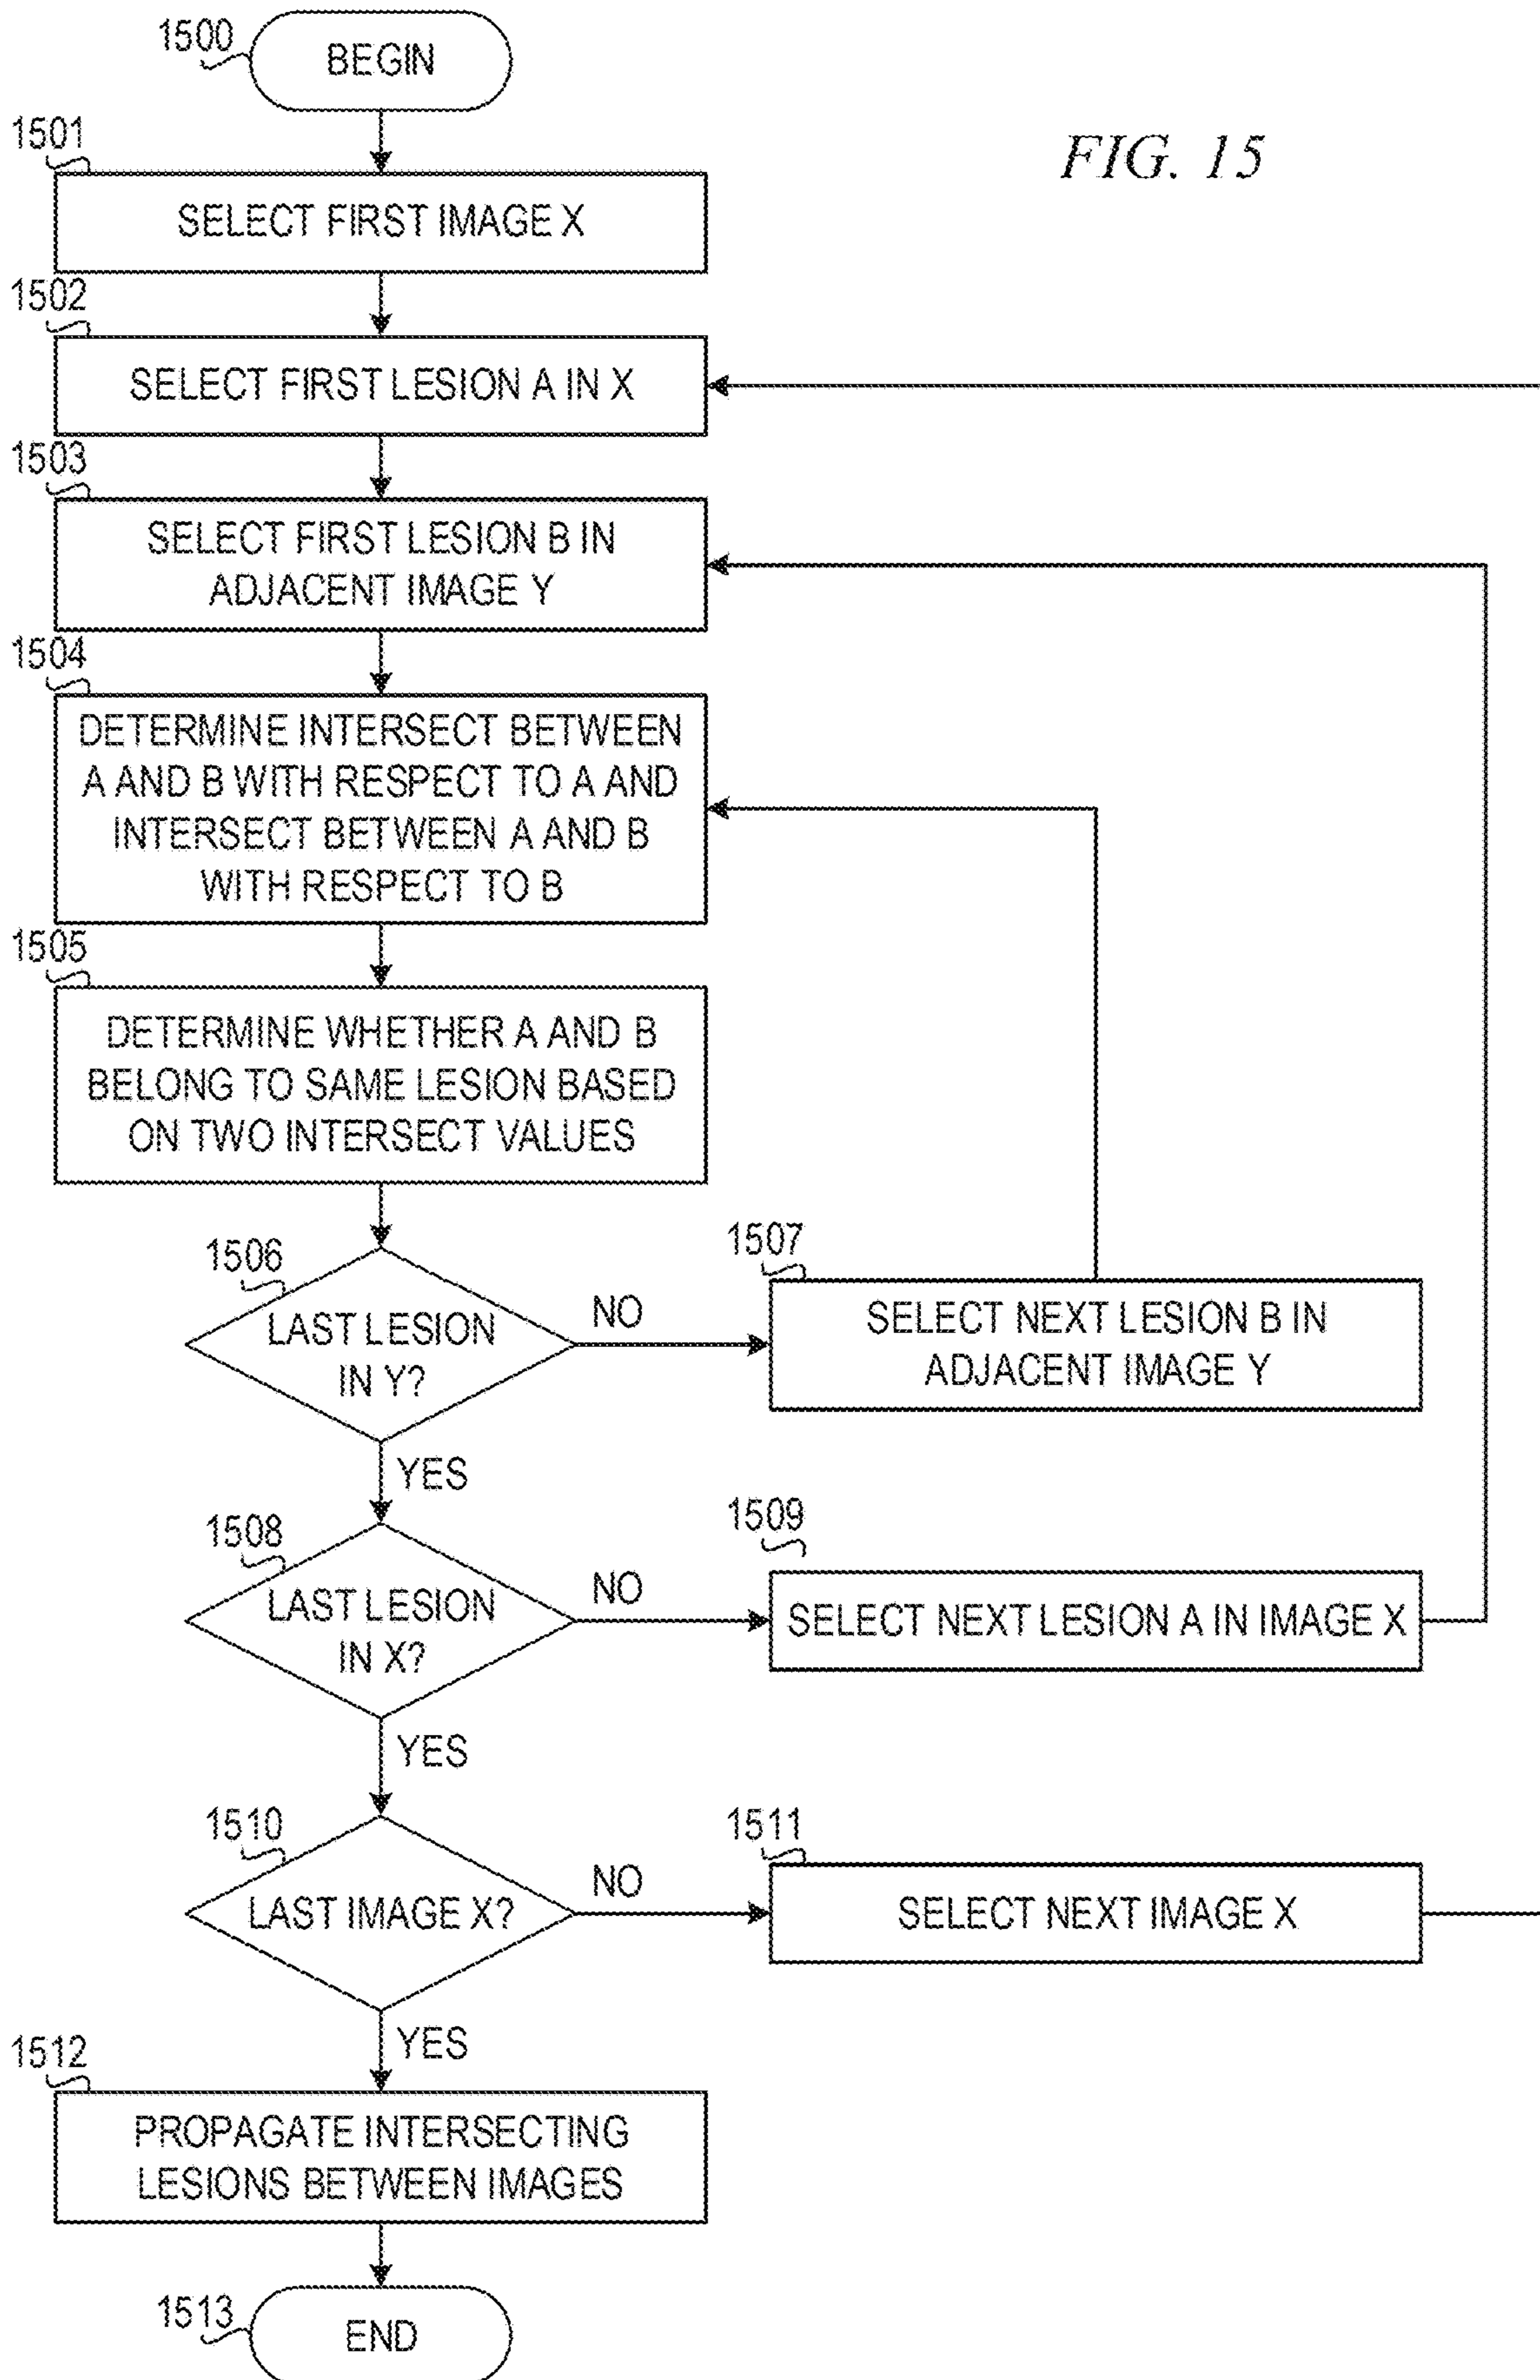 1500
BEGIN
FIG. 15
1501
SELECT FIRST IMAGE X
1502
SELECT FIRST LESION A IN X
1503
SELECT FIRST LESION B IN
ADJACENT IMAGE Y
1504
DETERMINE INTERSECT BETWEEN
A AND B WITH RESPECT TO A AND
INTERSECT BETWEEN A AND B
WITH RESPECT TO B
1505
DETERMINE WHETHER A AND B
BELONG TO SAME LESION BASED
ON TWO INTERSECT VALUES
1506
LAST LESION
IN Y?
NO
1507
SELECT NEXT LESION B IN
ADJACENT IMAGE Y
YES
1508
LAST LESION
IN X?
NO
1509
SELECT NEXT LESION A IN IMAGE X
YES
1510
LAST IMAGE X?
NO
1511
SELECT NEXT IMAGE X
YES
1512
PROPAGATE INTERSECTING
LESIONS BETWEEN IMAGES
1513
END